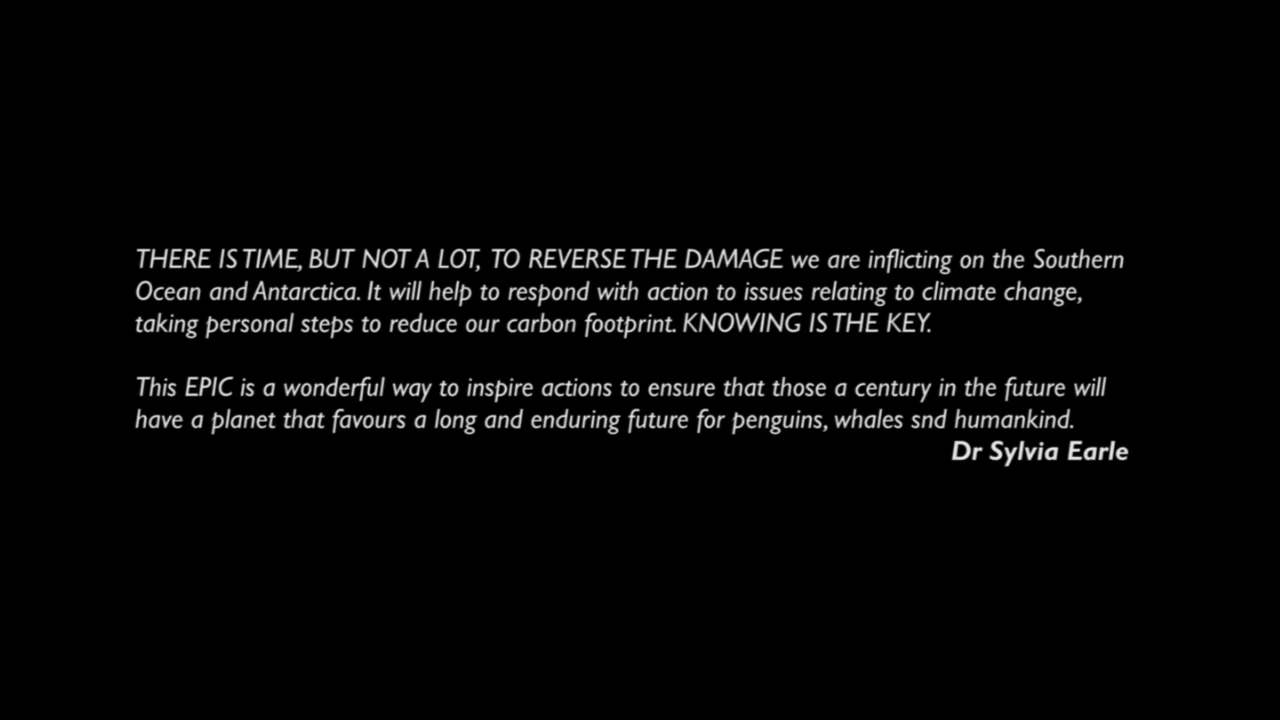 THERE IS TIME, BUT NOT A LOT, TO REVERSE THE DAMAGE we are inflicting on the Southern
Ocean and Antarctica. It will help to respond with action to issues relating to climate change,
taking personal steps to reduce our carbon footprint. KNOWING IS THE KEY.
This EPIC is a wonderful way to inspire actions to ensure that those a century in the future will
have a planet that favours a long and enduring future for penguins, whales snd humankind.
Dr Sylvia Earle